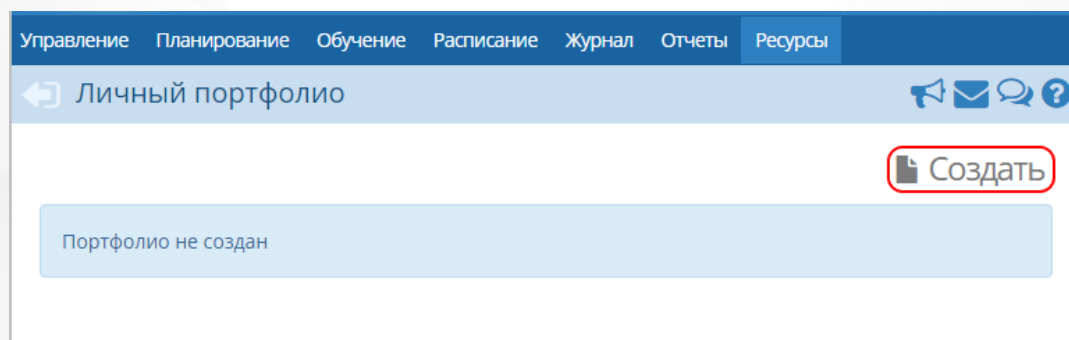 Управление Планирование Обучение Расписание Журнал Отчеты Ресурсы
Личный портфолио
Создать
Портфолио не создан